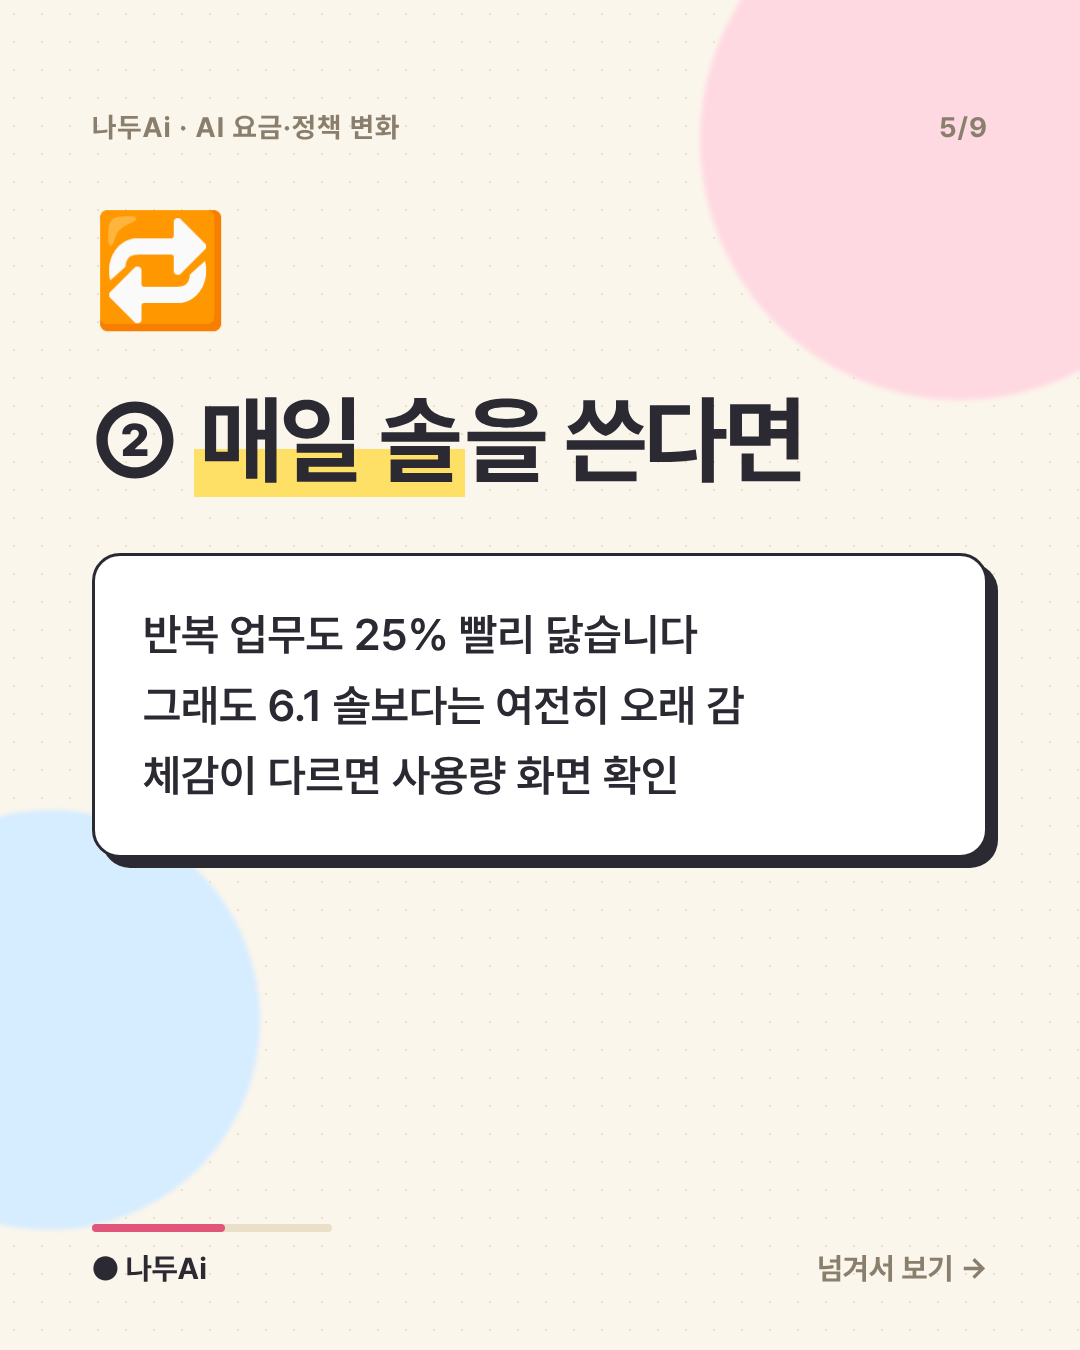 나두Ai · AI 요금·정책 변화
5/9
② 매일 솔을 쓴다면
반복 업무도 25% 빨리 닳습니다
그래도 6.1 솔보다는 여전히 오래 감
체감이 다르면 사용량 화면 확인
● 나두Ai
넘겨서 보기 →